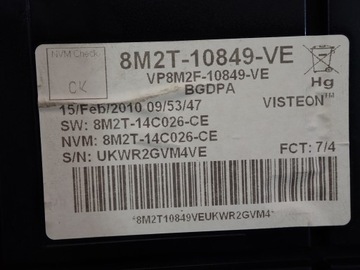 NVM Check
CK
8M2T-10849-VE
VP8M2F-10849-VE
BGDPA
Hg
15/Feb/2010 09/53/47
VISTEON™
SW: 8M2T-14C026-CE
NVM: 8M2T-14C026-CE
S/N: UKWR2GVM4VE
FCT: 7/4
*8M2T10849VEUKWR2GVM4*